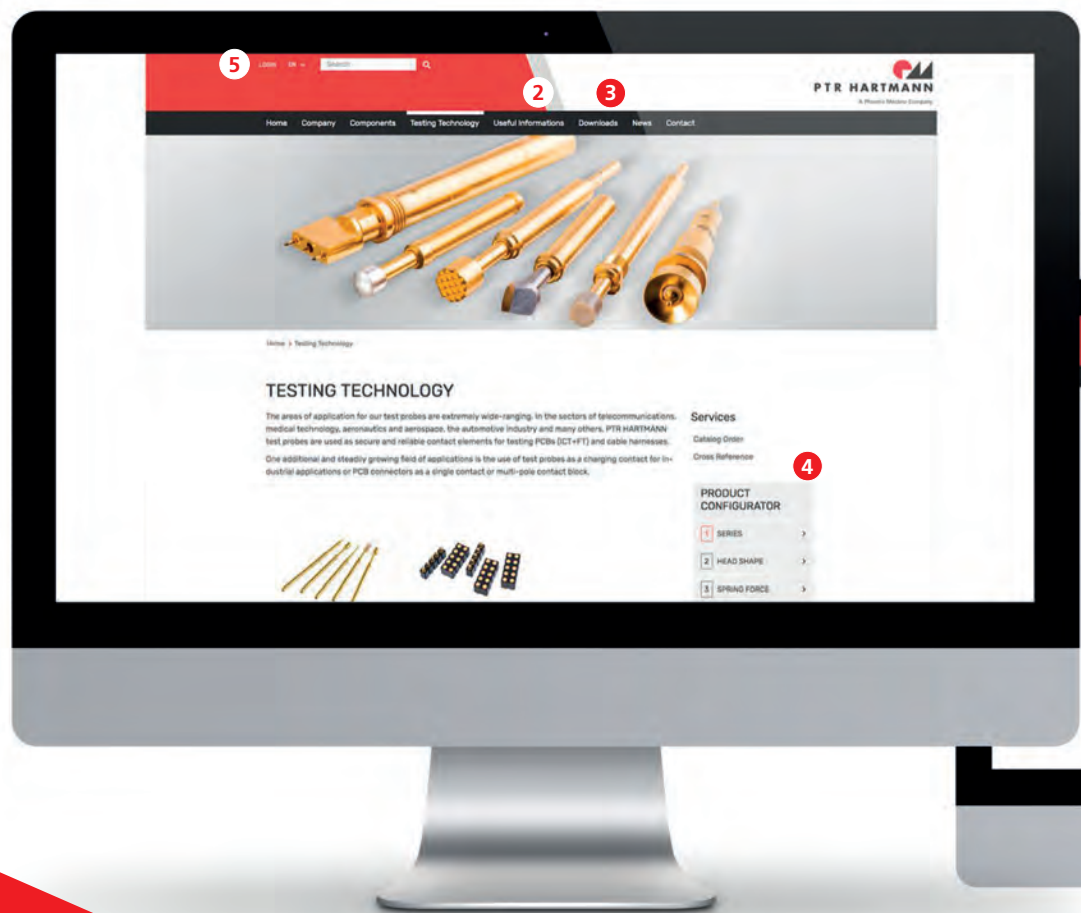 5
LOGIN EN Search
2
3
PTR HARTMANN
A Phoenix Mecano Company
Home Company Components Testing Technology Useful Informations Downloads News Contact
Home > Testing Technology
TESTING TECHNOLOGY
The areas of application for our test probes are extremely wide-ranging. In the sectors of telecommunications,
medical technology, aeronautics and aerospace, the automotive industry and many others, PTR HARTMANN
test probes are used as secure and reliable contact elements for testing PCBs (ICT+FT) and cable harnesses.
One additional and steadily growing field of applications is the use of test probes as a charging contact for in-
dustrial applications or PCB connectors as a single contact or multi-pole contact block.
Services
Catalog Order
Cross Reference
4
PRODUCT
CONFIGURATOR
1 SERIES >
2 HEAD SHAPE >
3 SPRING FORCE >